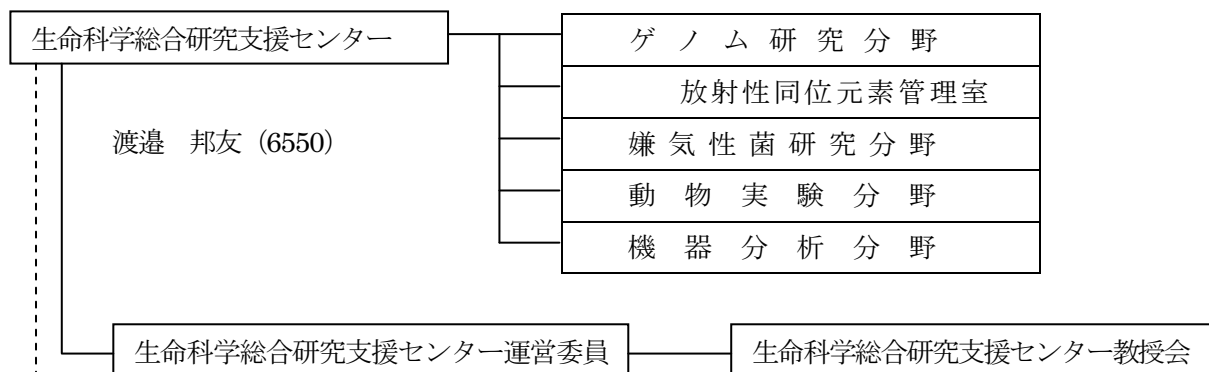 生命科学総合研究支援センター
ゲノム研究分野
放射性同位元素管理室
渡邉 邦友 (6550)
嫌気性菌研究分野
動物実験分野
機器分析分野
生命科学総合研究支援センター運営委員
生命科学総合研究支援センター教授会